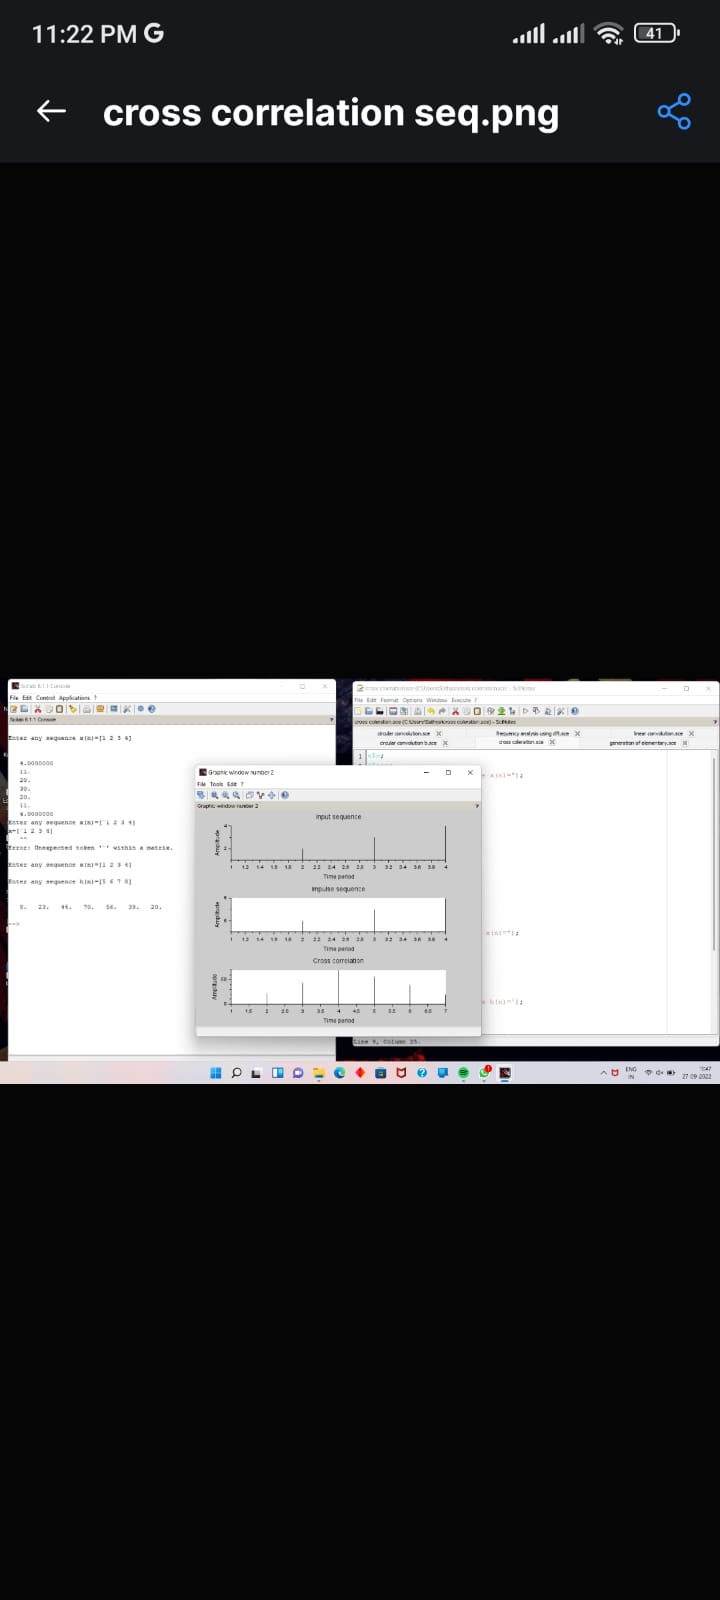 11:22 PM G
41
cross correlation seq.png
Scilab 6.1.1 Console
File Edit Control Applications ?
Scilab 6.1.1 Console
Enter any sequence x(n)=[1 2 3 4]
4.0000000
11.
20.
30.
20.
11.
4.0000000
Enter any sequence x(n)=['1 2 3 4]
x=['1 2 3 4]
Error: Unexpected token ''' within a matrix.
Enter any sequence x(n)=[1 2 3 4]
Enter any sequence h(n)=[5 6 7 8]
8. 23. 44. 70. 56. 39. 20.
-->
File Edit Format Options Window Execute ?
circular convolution.sce
frequency analysis using dft.sce
linear convolution.sce
circular convolution b.sce
cross coleration.sce
generation of elementary.sce
1 clc;
x(n)=");
x(n)=");
h(n)=");
Line 9, Column 25.
Graphic window number 2
File Tools Edit ?
Graphic window number 2
Input sequence
Amplitude
4
2
1 1.2 1.4 1.6 1.8 2 2.2 2.4 2.6 2.8 3 3.2 3.4 3.6 3.8 4
Time period
Impulse sequence
Amplitude
8
6
1 1.2 1.4 1.6 1.8 2 2.2 2.4 2.6 2.8 3 3.2 3.4 3.6 3.8 4
Time period
Cross correlation
Amplitude
50
0
1 1.5 2 2.5 3 3.5 4 4.5 5 5.5 6 6.5 7
Time period
ENG
IN
27-09-2022